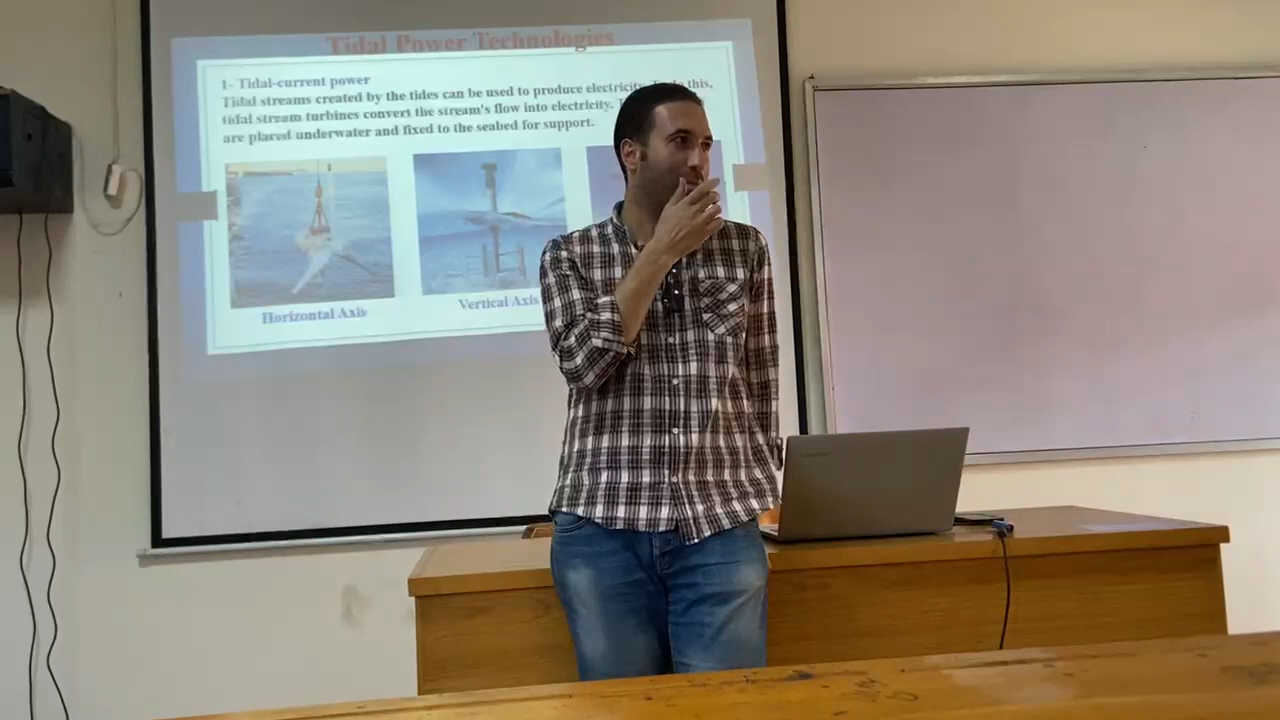 Tidal Power Technologies
1- Tidal-current power
Tidal streams created by the tides can be used to produce electricity. this,
tidal stream turbines convert the stream's flow into electricity.
are placed underwater and fixed to the seabed for support.
Horizontal Axis
Vertical Axis